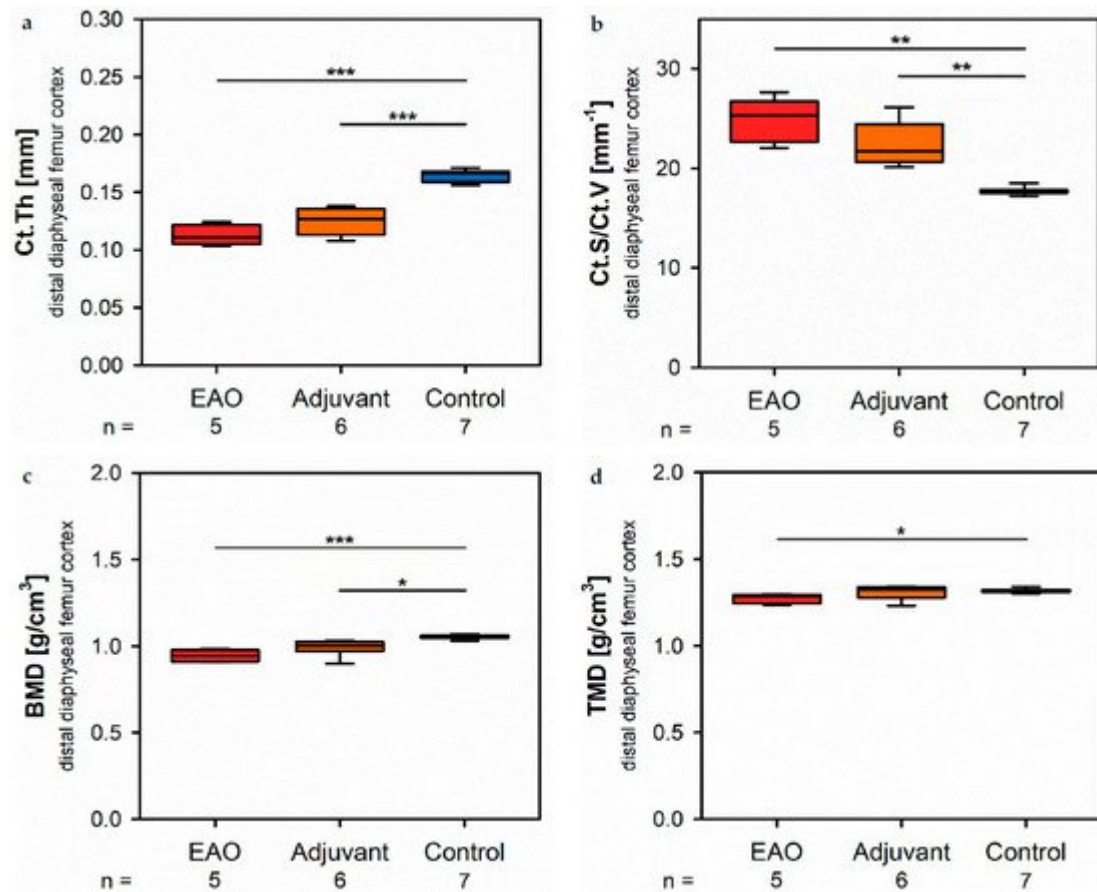 a
0.30
0.25
0.20
0.15
0.10
0.05
0.00
Ct.Th [mm]
distal diaphyseal femur cortex
***
***
EAO Adjuvant Control
n = 5 6 7
b
30
20
10
0
Ct.S/Ct.V [mm⁻¹]
distal diaphyseal femur cortex
**
**
EAO Adjuvant Control
n = 5 6 7
c
2.0
1.5
1.0
0.5
0.0
BMD [g/cm³]
distal diaphyseal femur cortex
***
*
EAO Adjuvant Control
n = 5 6 7
d
2.0
1.5
1.0
0.5
0.0
TMD [g/cm³]
distal diaphyseal femur cortex
*
EAO Adjuvant Control
n = 5 6 7